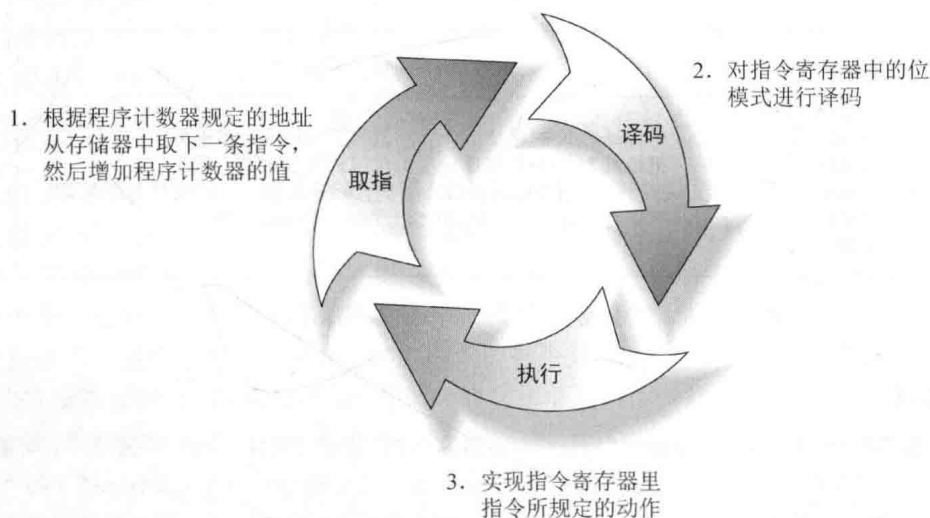 1. 根据程序计数器规定的地址
从存储器中取下一条指令，
然后增加程序计数器的值
取指
译码
2. 对指令寄存器中的位
模式进行译码
执行
3. 实现指令寄存器里
指令所规定的动作